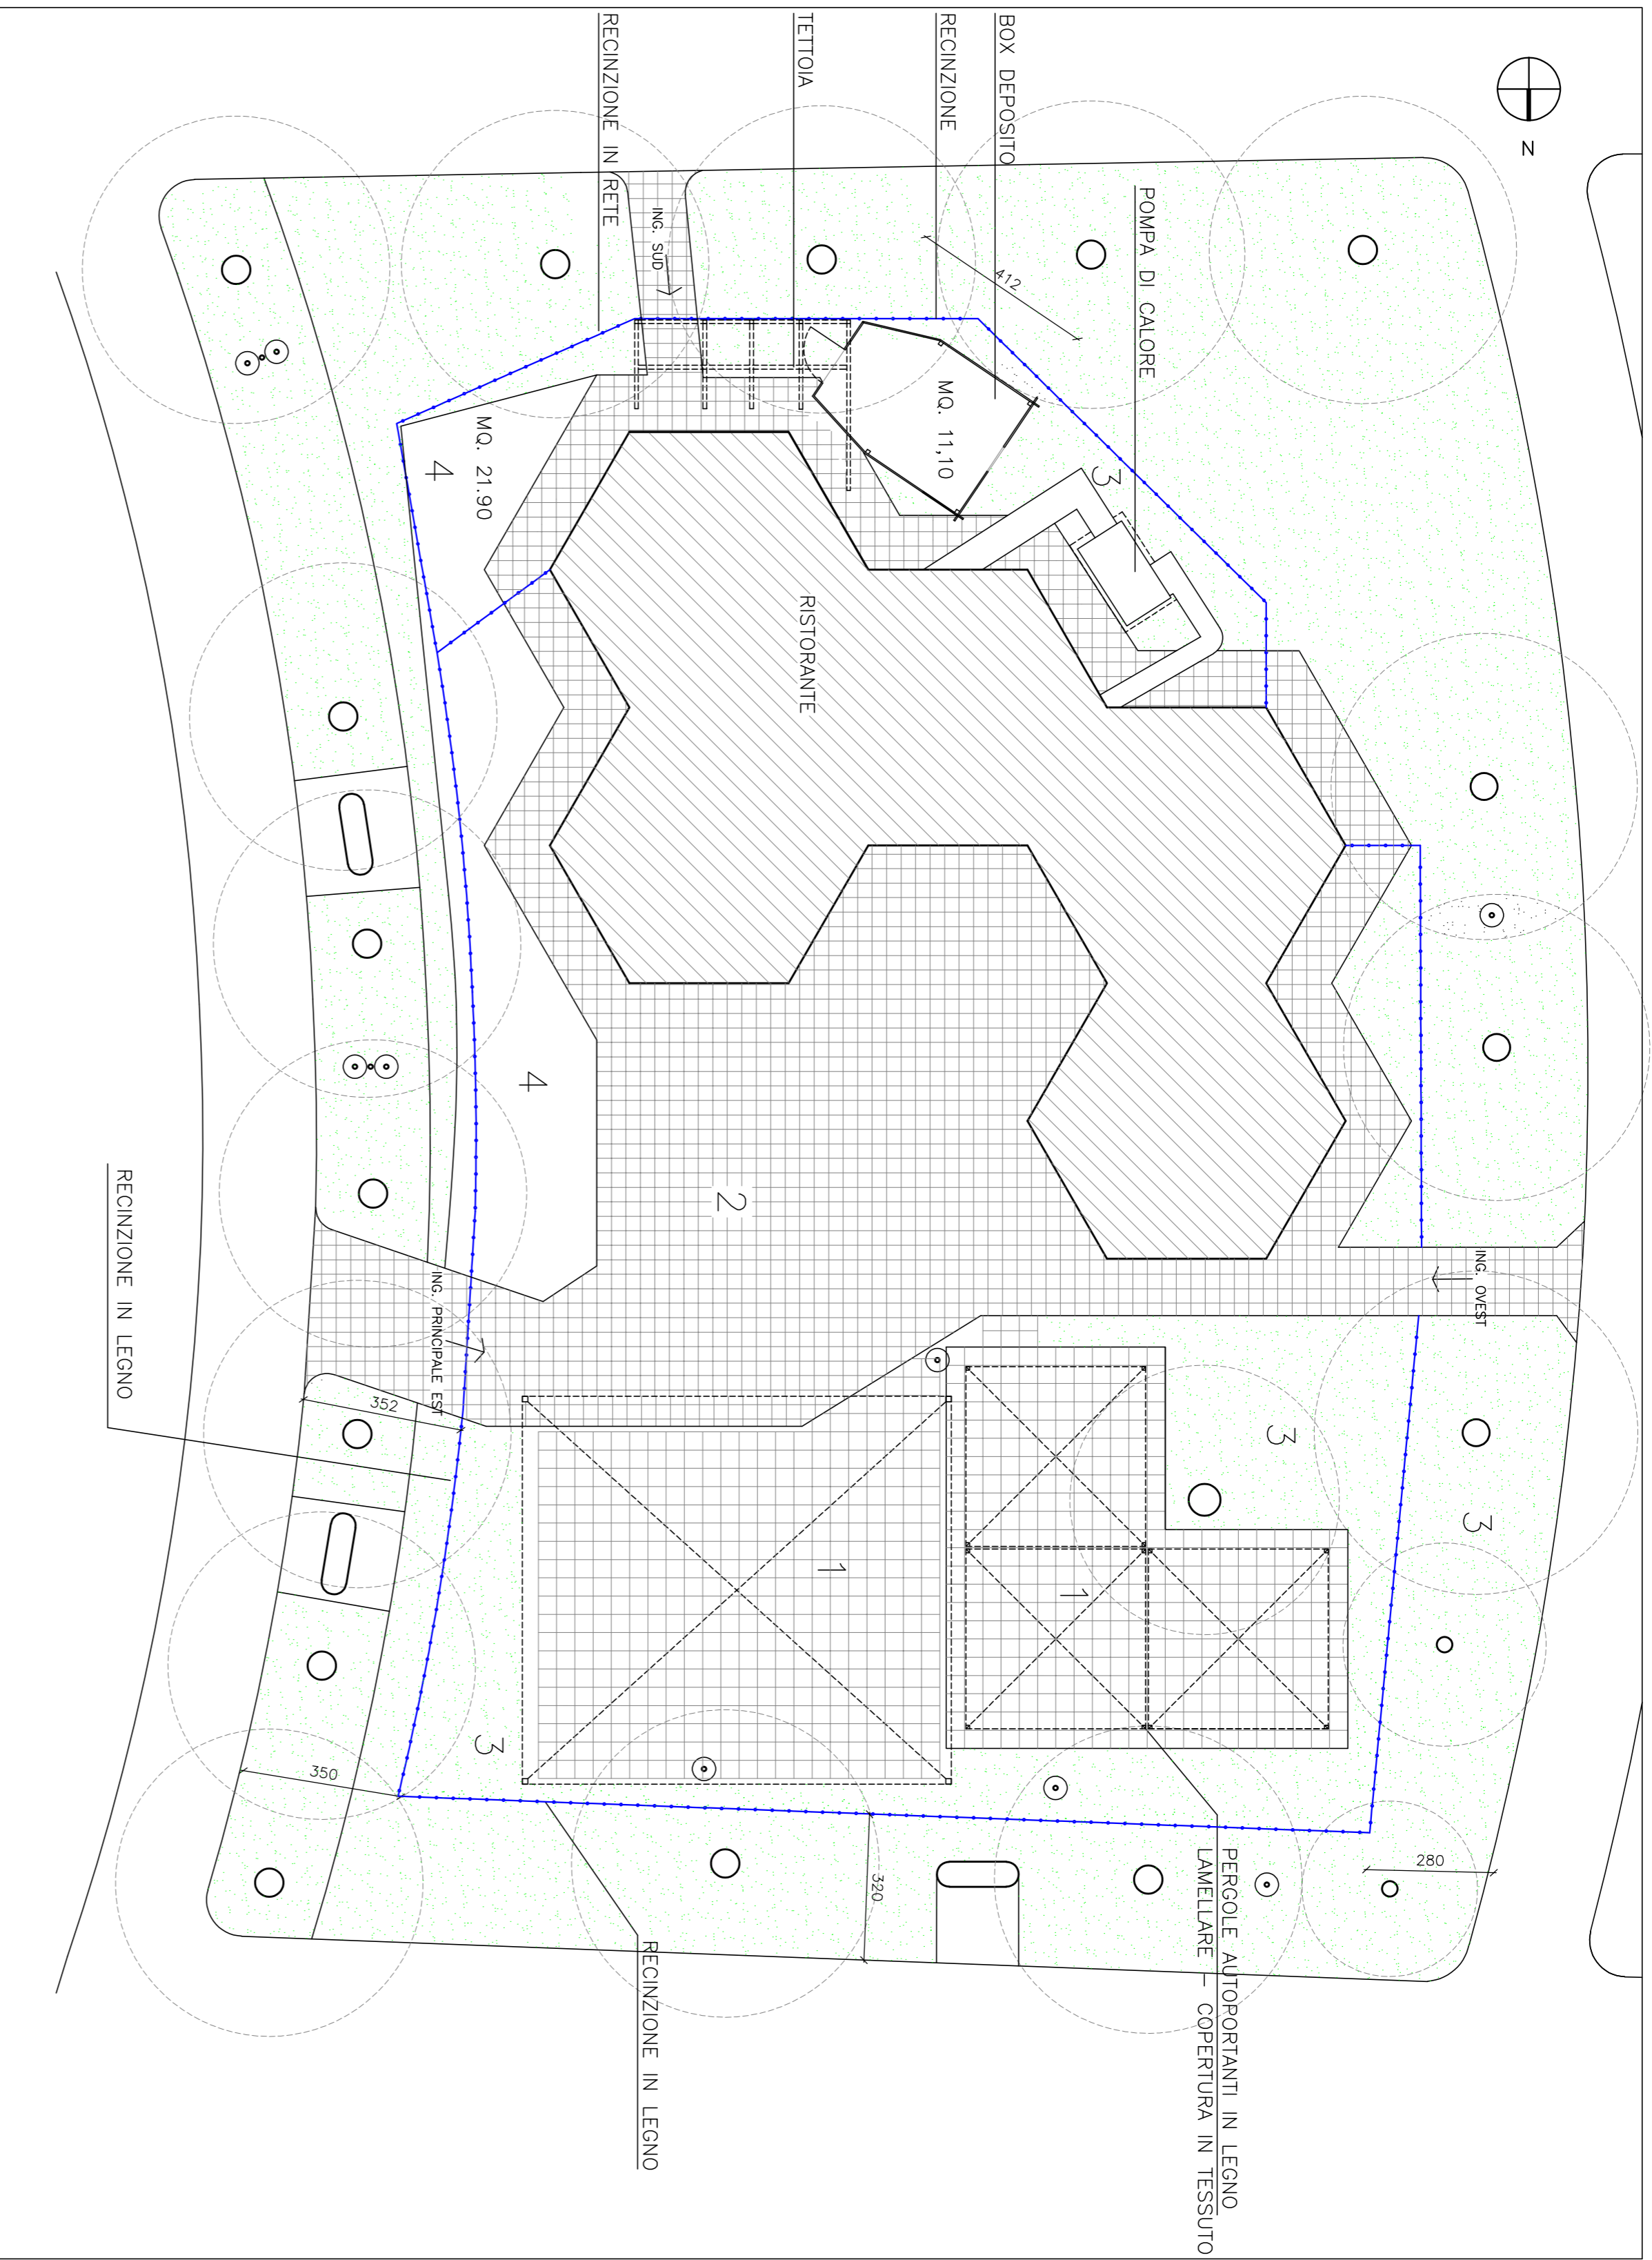 N
BOX DEPOSITO
RECINZIONE
TETTOIA
RECINZIONE IN RETE
POMPA DI CALORE
ING. SUD
412
MQ. 11,10
3
MQ. 21.90
4
RISTORANTE
4
2
RECINZIONE IN LEGNO
ING. OVEST
ING. PRINCIPALE EST
352
3
3
1
1
3
350
320
280
PERGOLE AUTOPORTANTI IN LEGNO
LAMELLARE – COPERTURA IN TESSUTO
RECINZIONE IN LEGNO